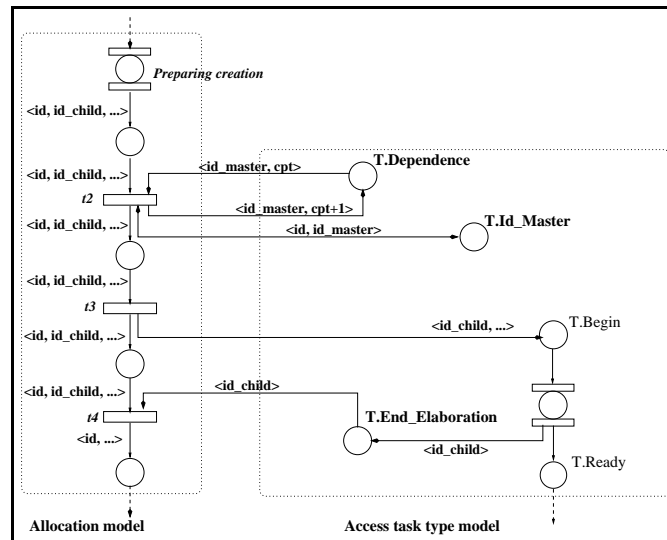 Preparing creation
<id, id_child, ...>
T.Dependence
<id_master, cpt>
<id, id_child, ...>
t2
<id_master, cpt+1>
<id, id_child, ...>
T.Id_Master
<id, id_master>
<id, id_child, ...>
t3
<id, id_child, ...>
<id_child, ...>
T.Begin
<id, id_child, ...>
<id_child>
t4
T.End_Elaboration
<id, ...>
<id_child>
T.Ready
Allocation model
Access task type model